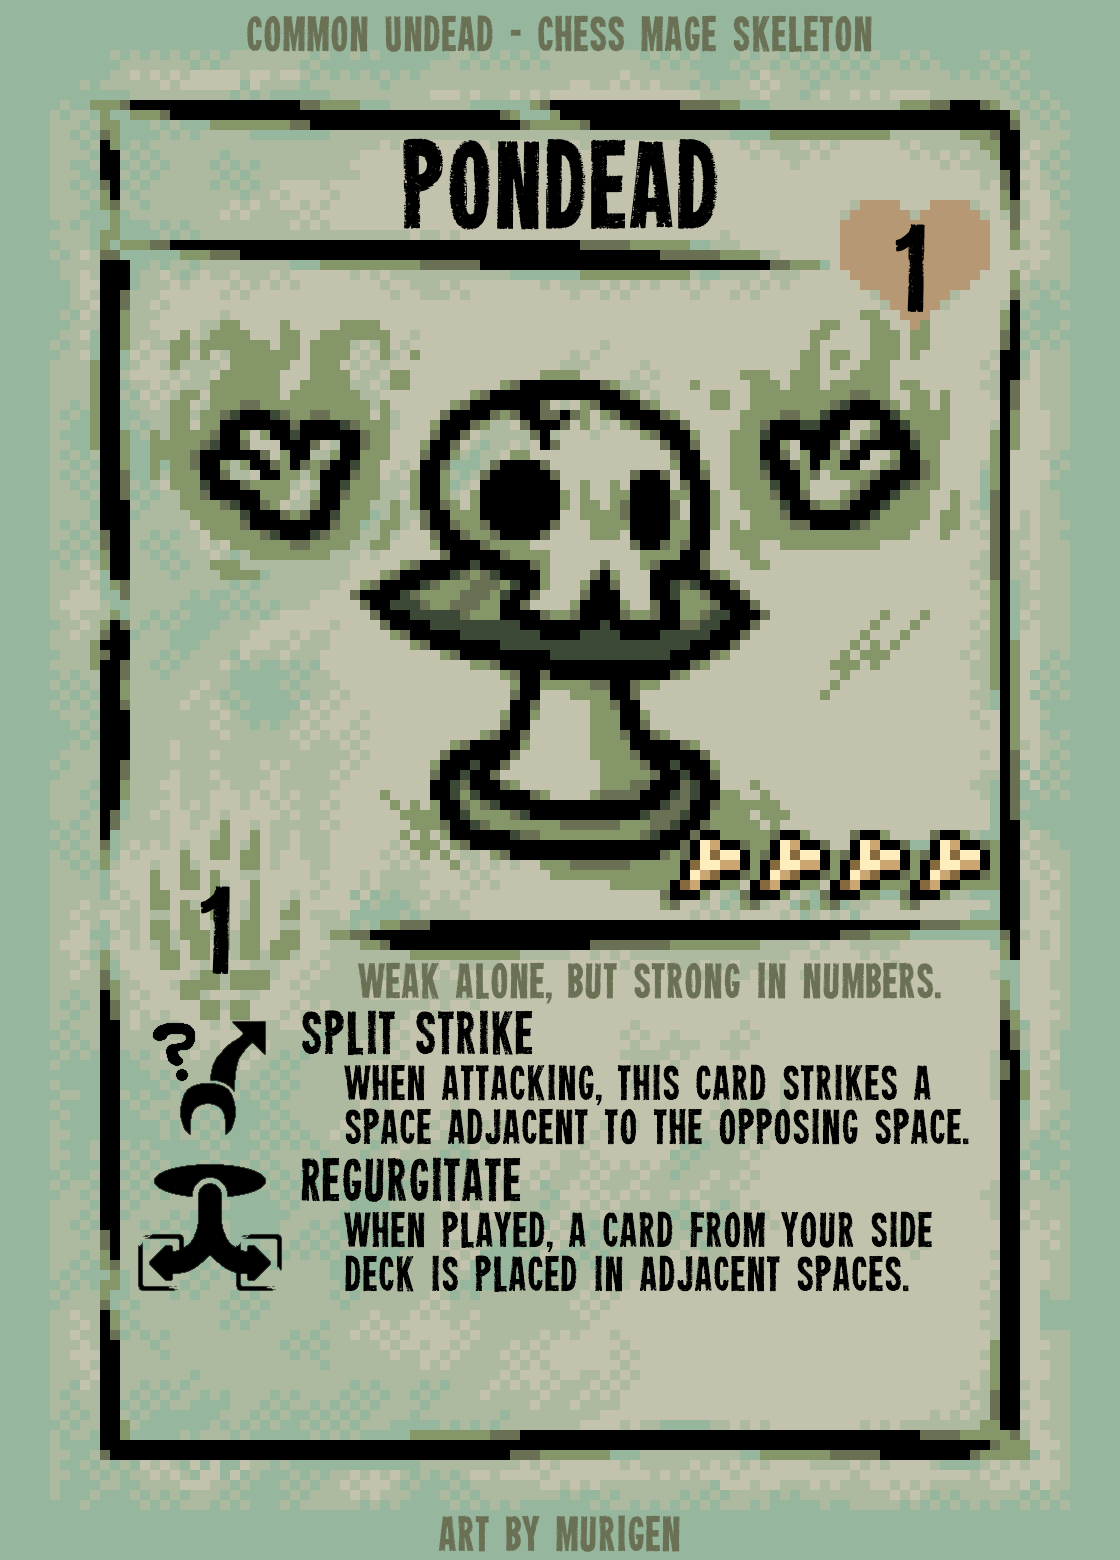 COMMON UNDEAD - CHESS MAGE SKELETON
PONDEAD
1
1
WEAK ALONE, BUT STRONG IN NUMBERS.
?
SPLIT STRIKE
WHEN ATTACKING, THIS CARD STRIKES A
SPACE ADJACENT TO THE OPPOSING SPACE.
REGURGITATE
WHEN PLAYED, A CARD FROM YOUR SIDE
DECK IS PLACED IN ADJACENT SPACES.
ART BY MURIGEN